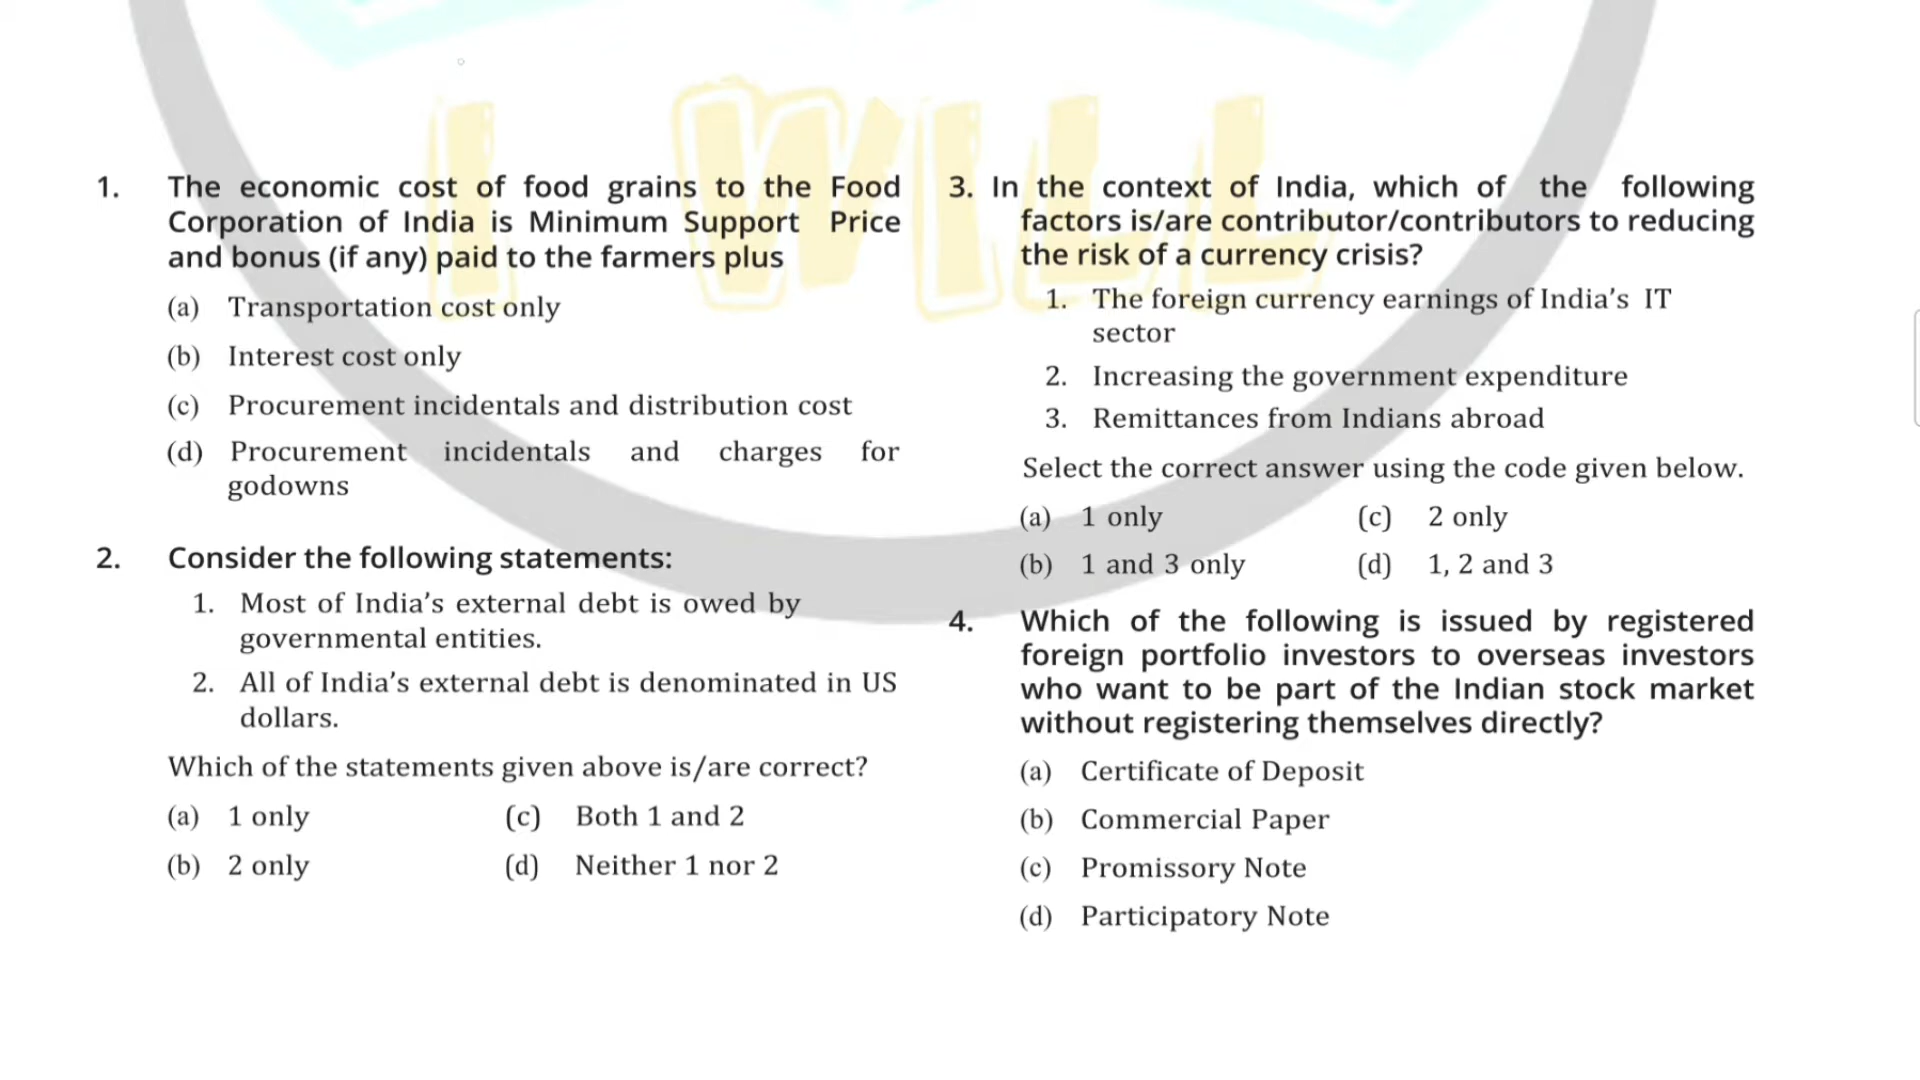 I WILL
1. The economic cost of food grains to the Food
Corporation of India is Minimum Support Price
and bonus (if any) paid to the farmers plus
(a) Transportation cost only
(b) Interest cost only
(c) Procurement incidentals and distribution cost
(d) Procurement incidentals and charges for
godowns
2. Consider the following statements:
1. Most of India’s external debt is owed by
governmental entities.
2. All of India’s external debt is denominated in US
dollars.
Which of the statements given above is/are correct?
(a) 1 only (c) Both 1 and 2
(b) 2 only (d) Neither 1 nor 2
3. In the context of India, which of the following
factors is/are contributor/contributors to reducing
the risk of a currency crisis?
1. The foreign currency earnings of India’s IT
sector
2. Increasing the government expenditure
3. Remittances from Indians abroad
Select the correct answer using the code given below.
(a) 1 only (c) 2 only
(b) 1 and 3 only (d) 1, 2 and 3
4. Which of the following is issued by registered
foreign portfolio investors to overseas investors
who want to be part of the Indian stock market
without registering themselves directly?
(a) Certificate of Deposit
(b) Commercial Paper
(c) Promissory Note
(d) Participatory Note